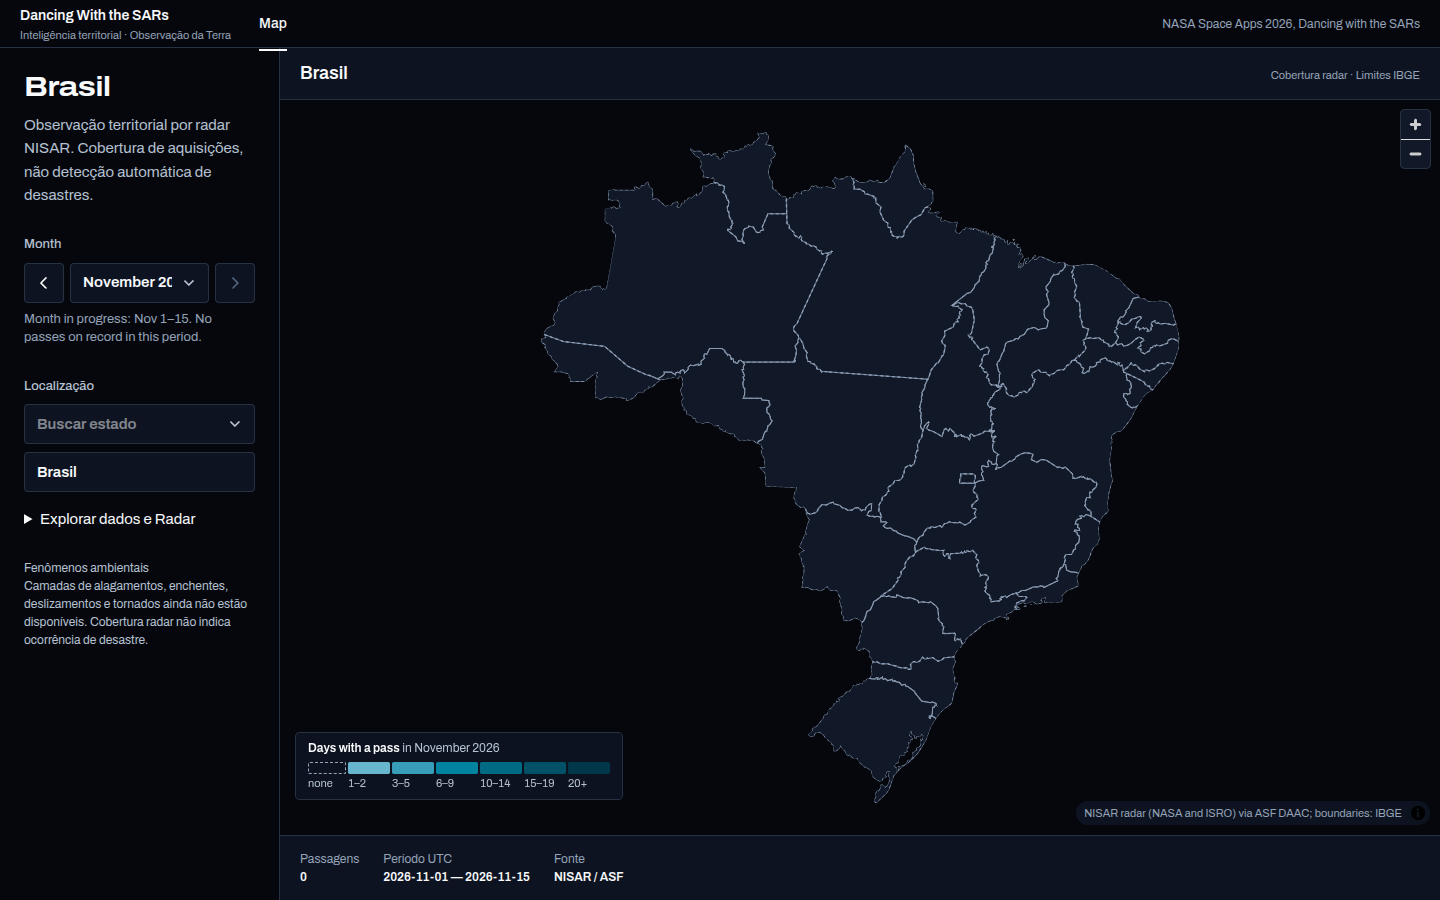 Dancing With the SARs
Inteligência territorial · Observação da Terra
Map
NASA Space Apps 2026, Dancing with the SARs
Brasil
Observação territorial por radar
NISAR. Cobertura de aquisições,
não detecção automática de
desastres.
Month
November 20
Month in progress: Nov 1–15. No
passes on record in this period.
Localização
Buscar estado
Brasil
Explorar dados e Radar
Fenômenos ambientais
Camadas de alagamentos, enchentes,
deslizamentos e tornados ainda não estão
disponíveis. Cobertura radar não indica
ocorrência de desastre.
Brasil
Cobertura radar · Limites IBGE
Days with a pass in November 2026
none 1–2 3–5 6–9 10–14 15–19 20+
NISAR radar (NASA and ISRO) via ASF DAAC; boundaries: IBGE
Passagens
0
Período UTC
2026-11-01 — 2026-11-15
Fonte
NISAR / ASF